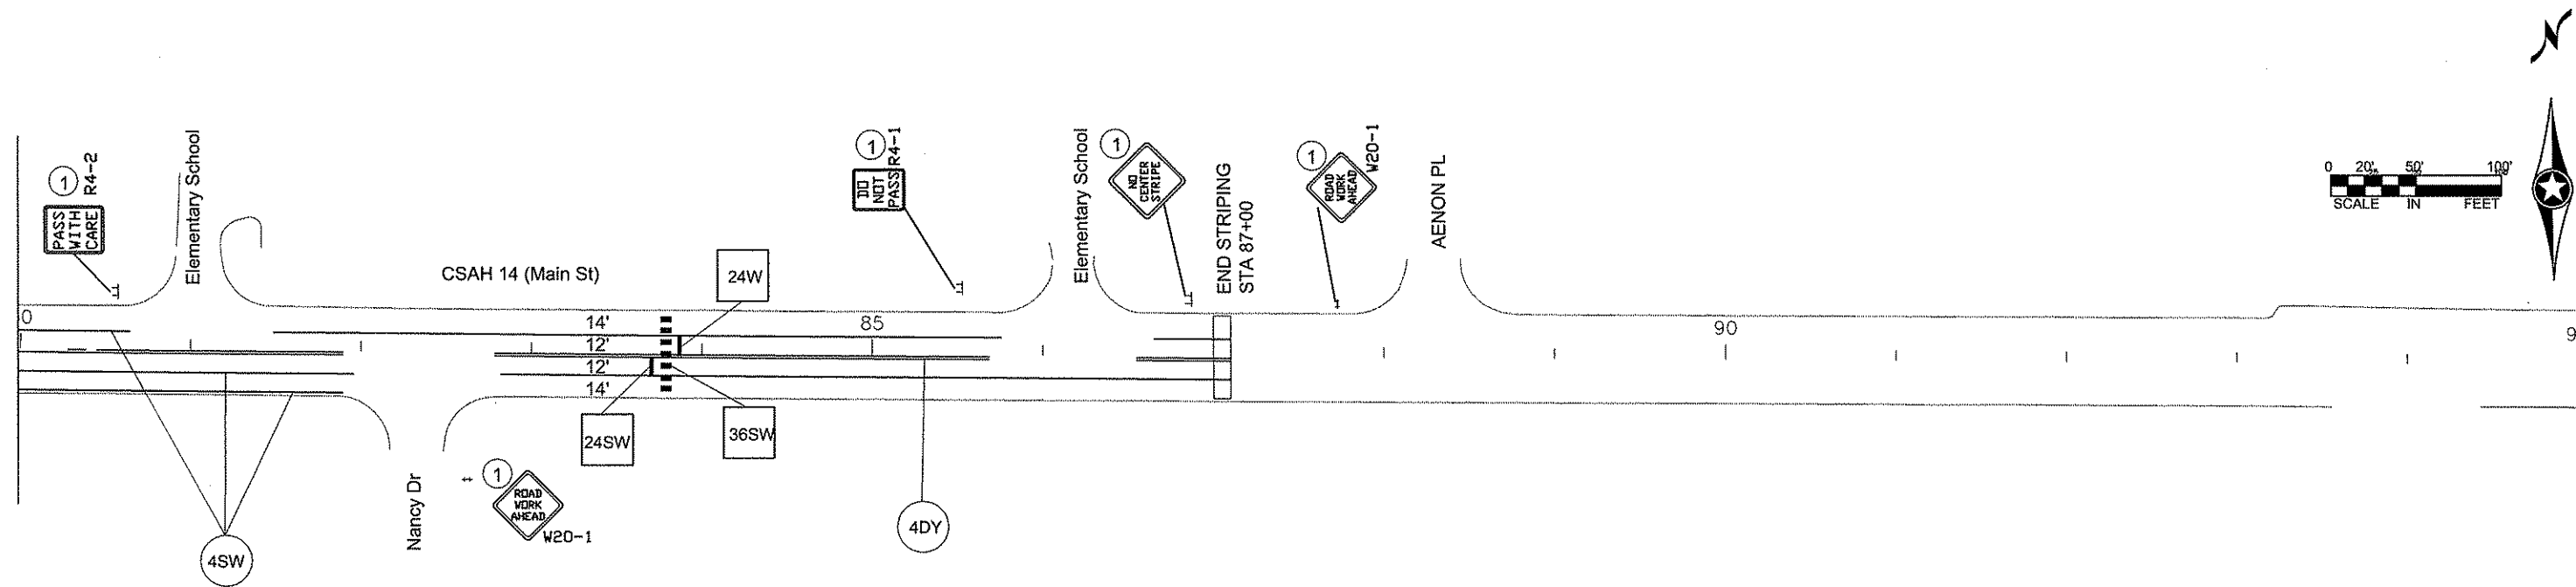 N
1
R4-2
PASS
WITH
CARE
Elementary School
CSAH 14 (Main St)
24W
1
R4-1
DO
NOT
PASS
Elementary School
1
NO
CENTER
STRIPE
END STRIPING
STA 87+00
1
ROAD
WORK
AHEAD
W20-1
AENON PL
0 20' 50' 100'
SCALE IN FEET
0
14'
12'
12'
14'
85
90
9
24SW
36SW
Nancy Dr
1
ROAD
WORK
AHEAD
W20-1
4DY
4SW